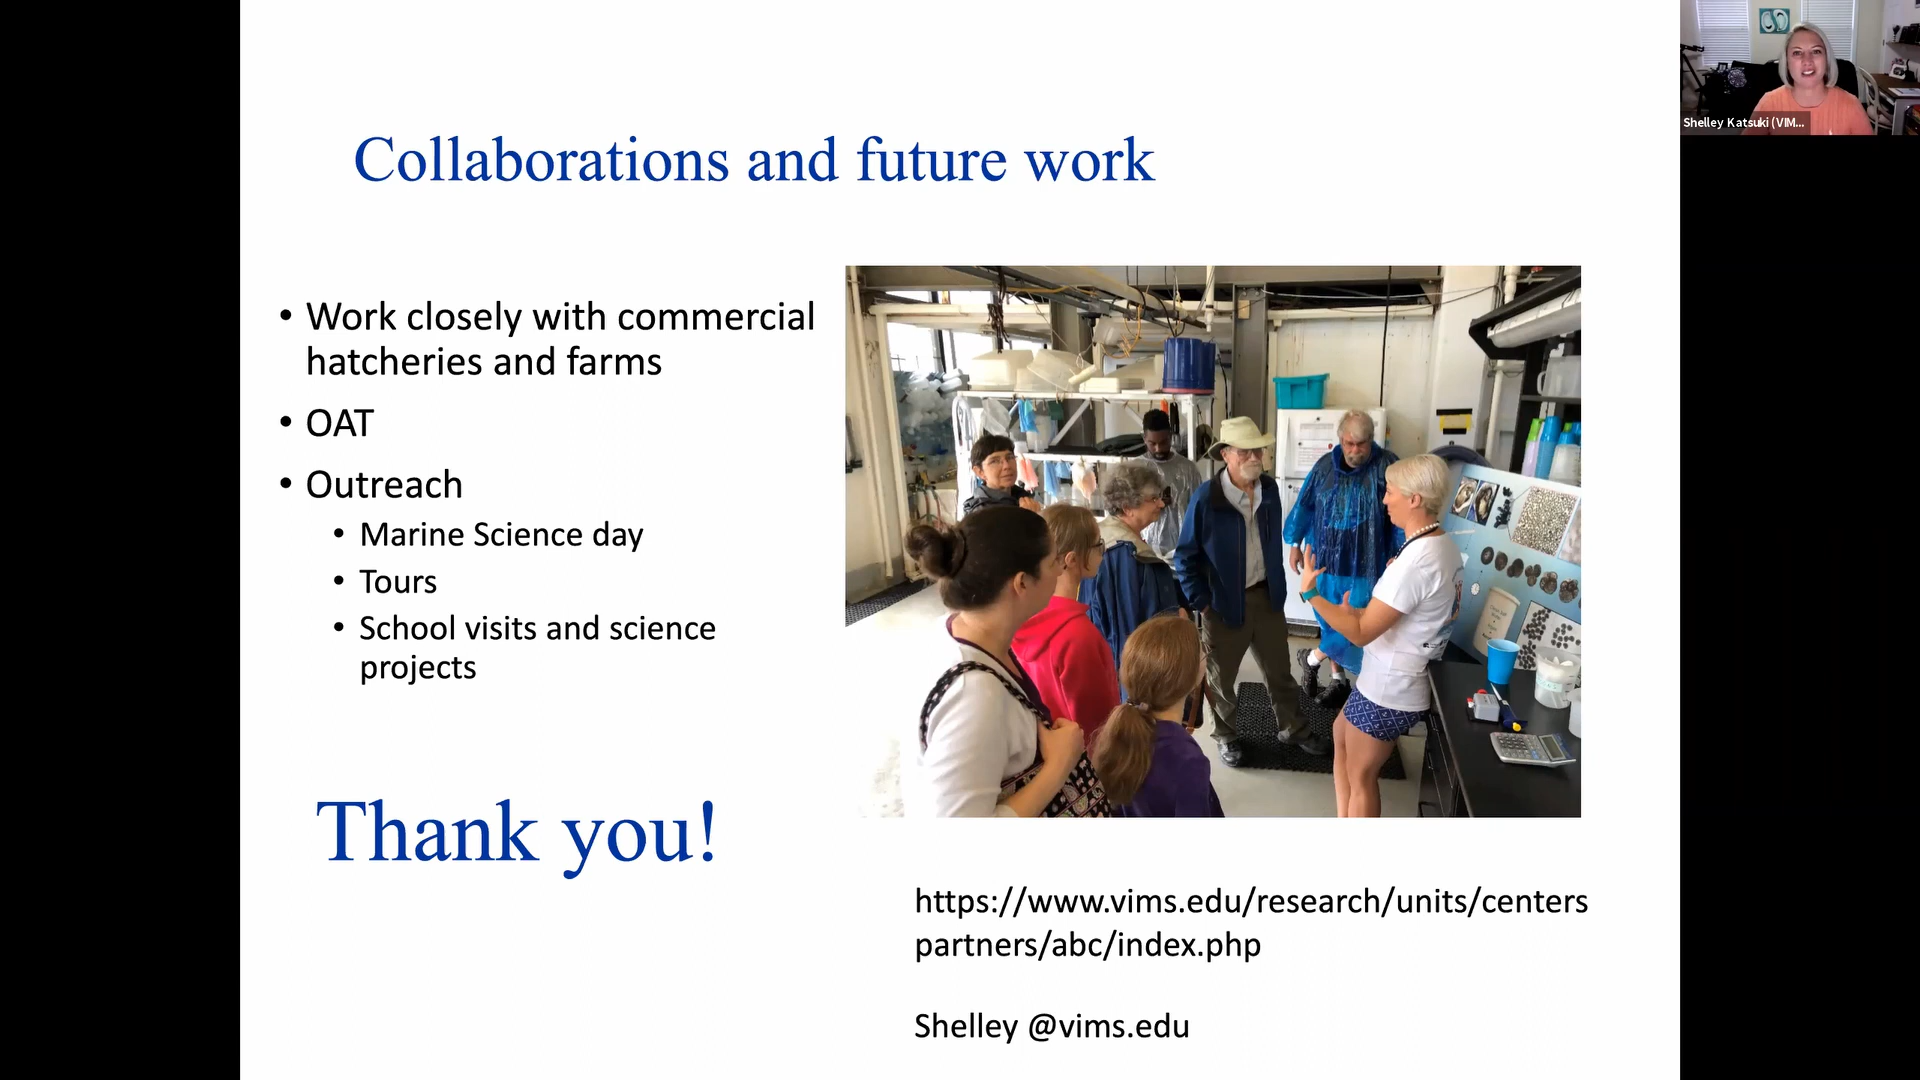 Collaborations and future work
• Work closely with commercial
hatcheries and farms
• OAT
• Outreach
• Marine Science day
• Tours
• School visits and science
projects
Thank you!
https://www.vims.edu/research/units/centers
partners/abc/index.php
Shelley @vims.edu
Shelley Katsuki (VIM...